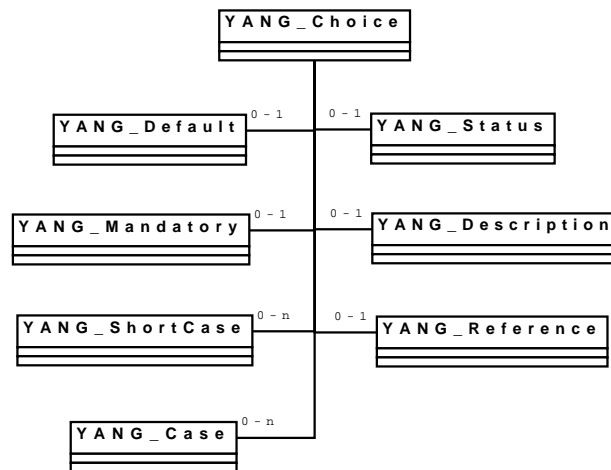 YANG_Choice
0-1
0-1
YANG_Default
YANG_Status
0-1
0-1
YANG_Mandatory
YANG_Description
0-n
0-1
YANG_ShortCase
YANG_Reference
0-n
YANG_Case